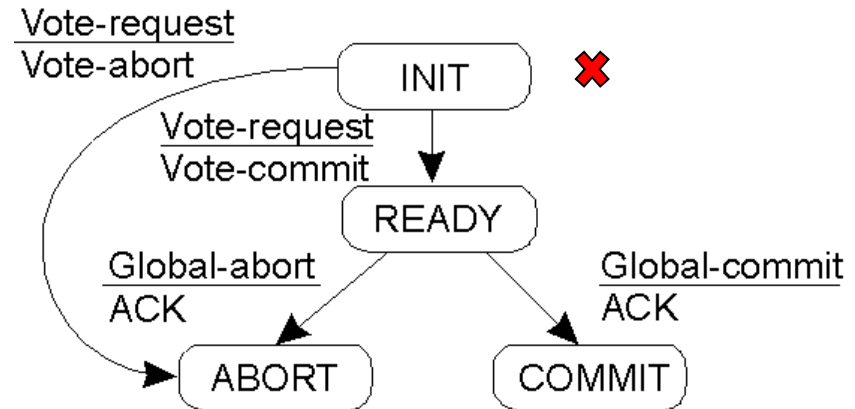 Vote-request
Vote-abort
INIT
Vote-request
Vote-commit
READY
Global-abort
ACK
Global-commit
ACK
ABORT
COMMIT